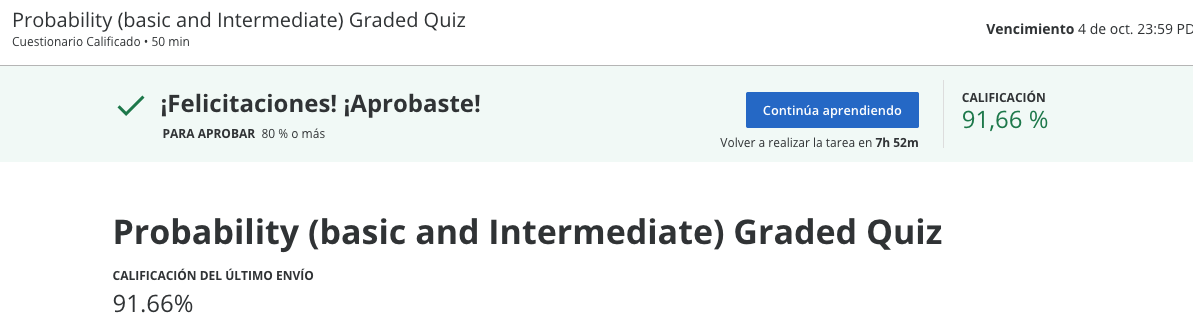 Probability (basic and Intermediate) Graded Quiz
Cuestionario Calificado • 50 min
Vencimiento 4 de oct. 23:59 PD
¡Felicitaciones! ¡Aprobaste!
PARA APROBAR 80 % o más
Continúa aprendiendo
Volver a realizar la tarea en 7h 52m
CALIFICACIÓN
91,66 %
Probability (basic and Intermediate) Graded Quiz
CALIFICACIÓN DEL ÚLTIMO ENVÍO
91.66%